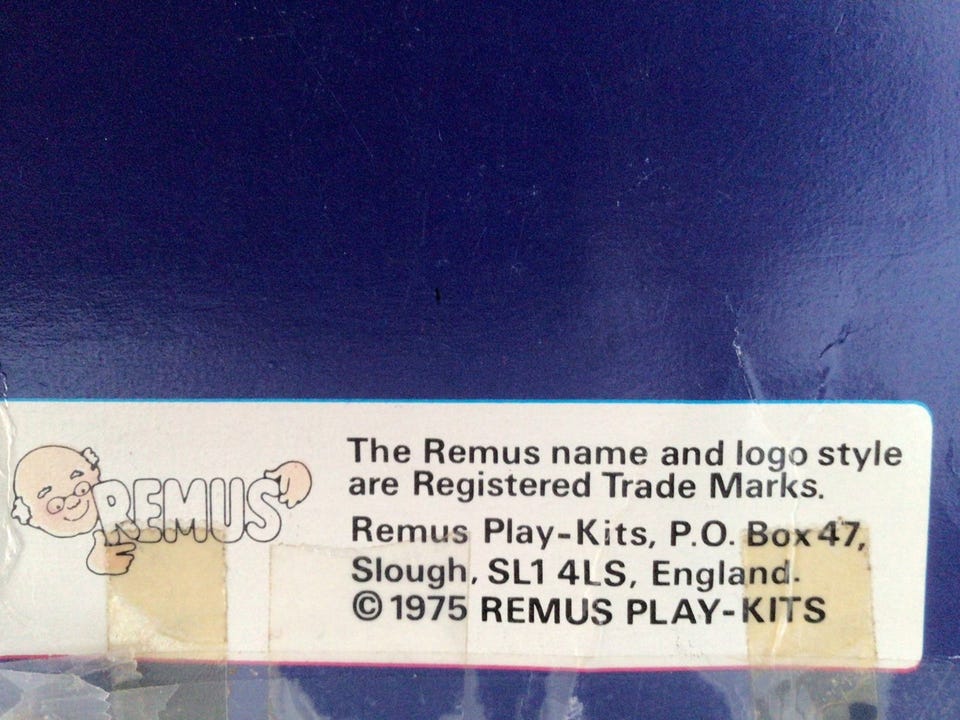 REMUS
The Remus name and logo style
are Registered Trade Marks.
Remus Play-Kits, P.O. Box 47,
Slough, SL1 4LS, England.
© 1975 REMUS PLAY-KITS